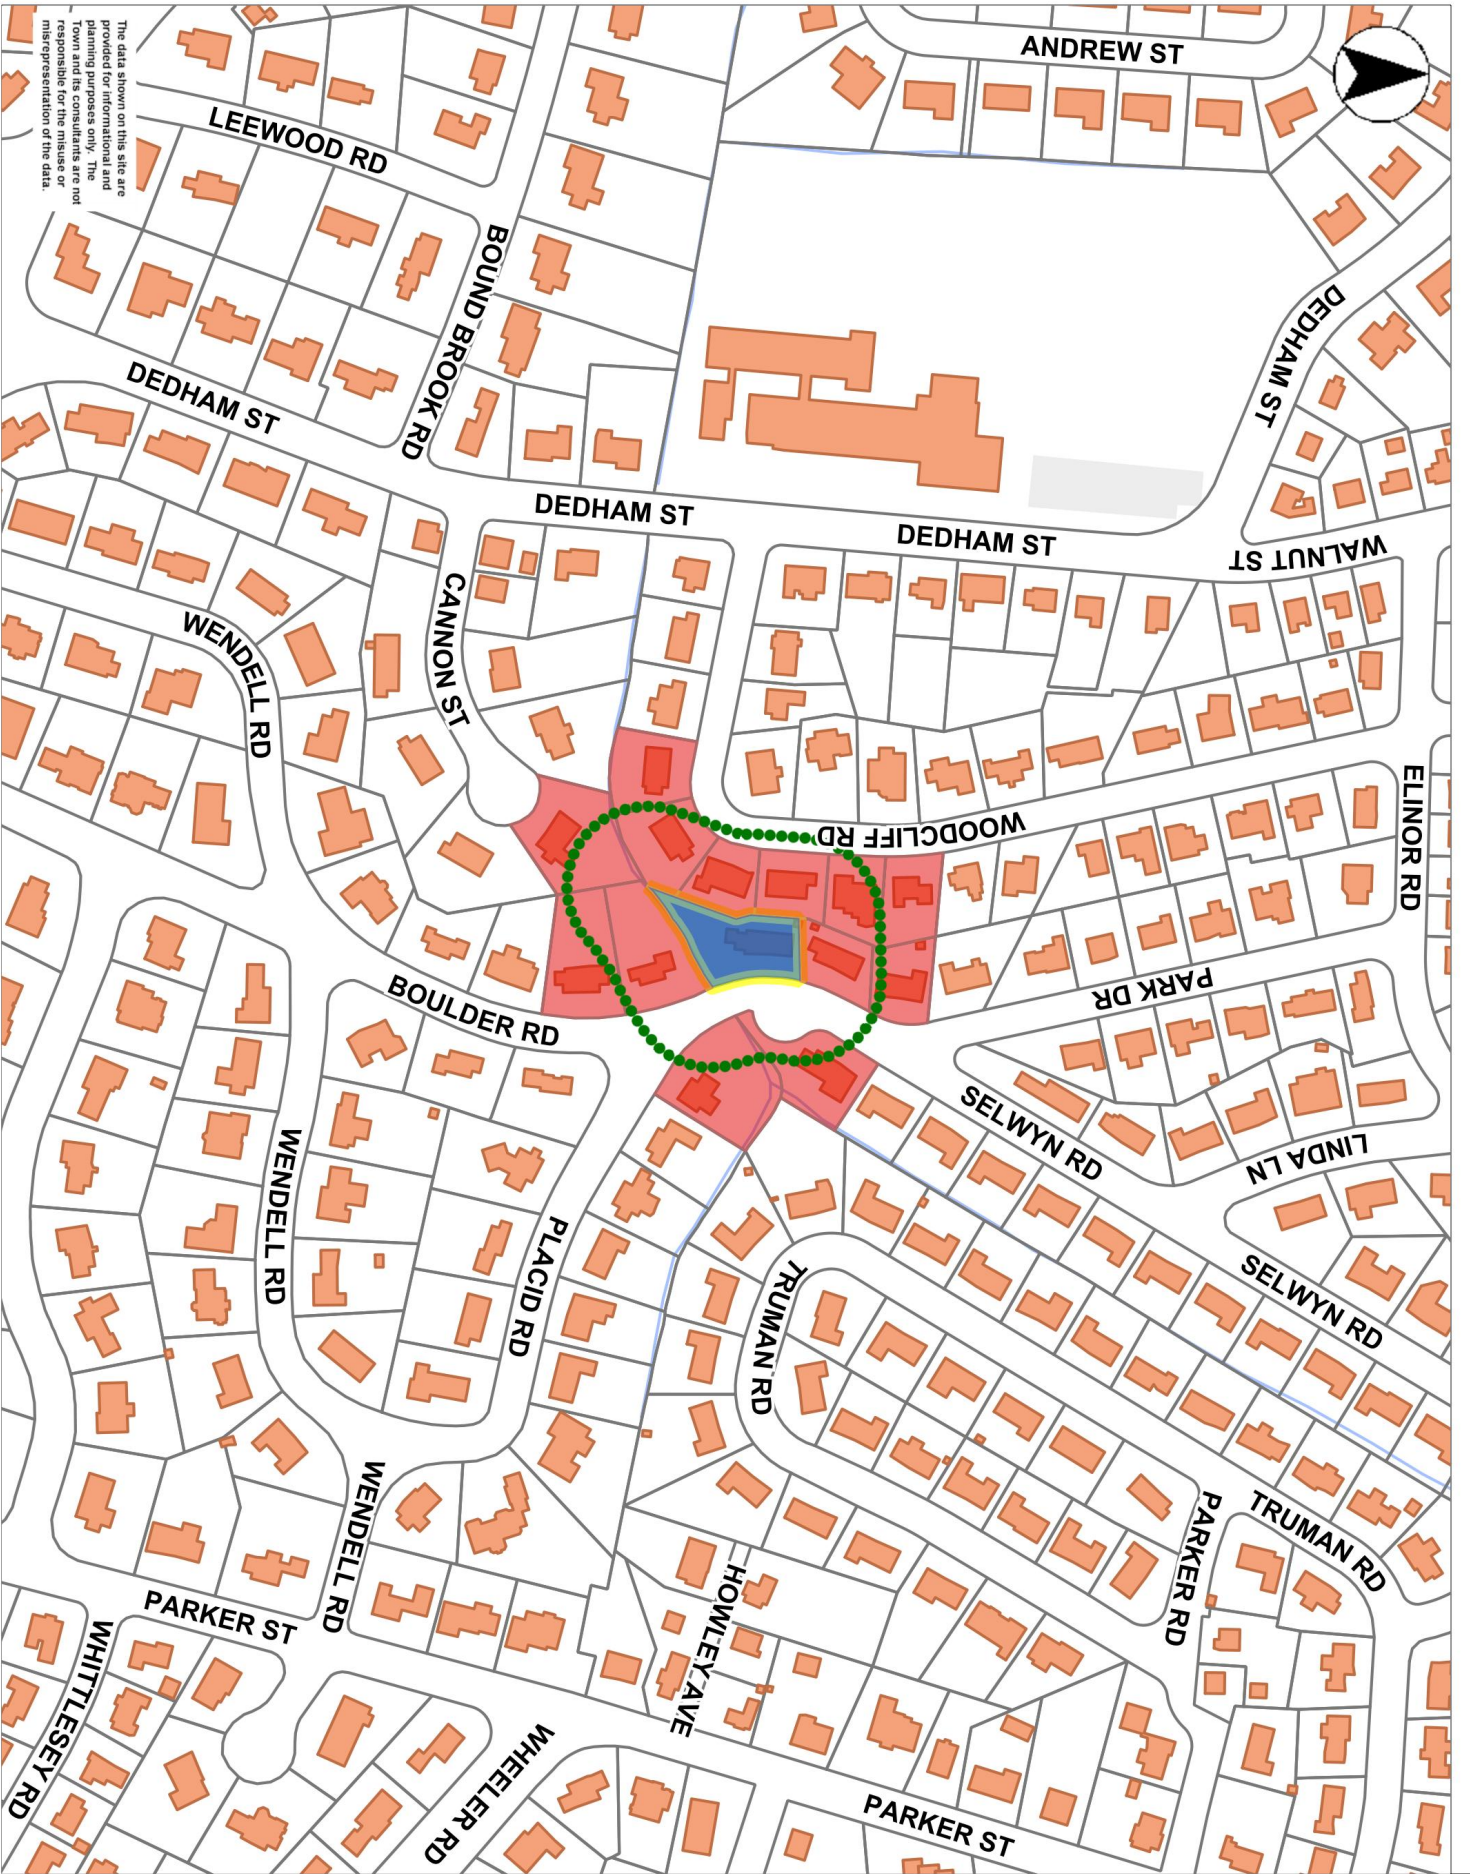 The data shown on this site are
provided for informational and
planning purposes only. The
Town and its consultants are not
responsible for the misuse or
misrepresentation of the data.
ANDREW ST
LEEWOOD RD
BOUND BROOK RD
DEDHAM ST
DEDHAM ST
DEDHAM ST
DEDHAM ST
WALNUT ST
CANNON ST
WENDELL RD
WOODCLIFF RD
ELINOR RD
PARK DR
BOULDER RD
SELWYN RD
LINDA LN
WENDELL RD
PLACID RD
TRUMAN RD
SELWYN RD
WENDELL RD
PARKER RD
TRUMAN RD
HOWLEY AVE
PARKER ST
WHITTLESEY RD
WHEELER RD
PARKER ST